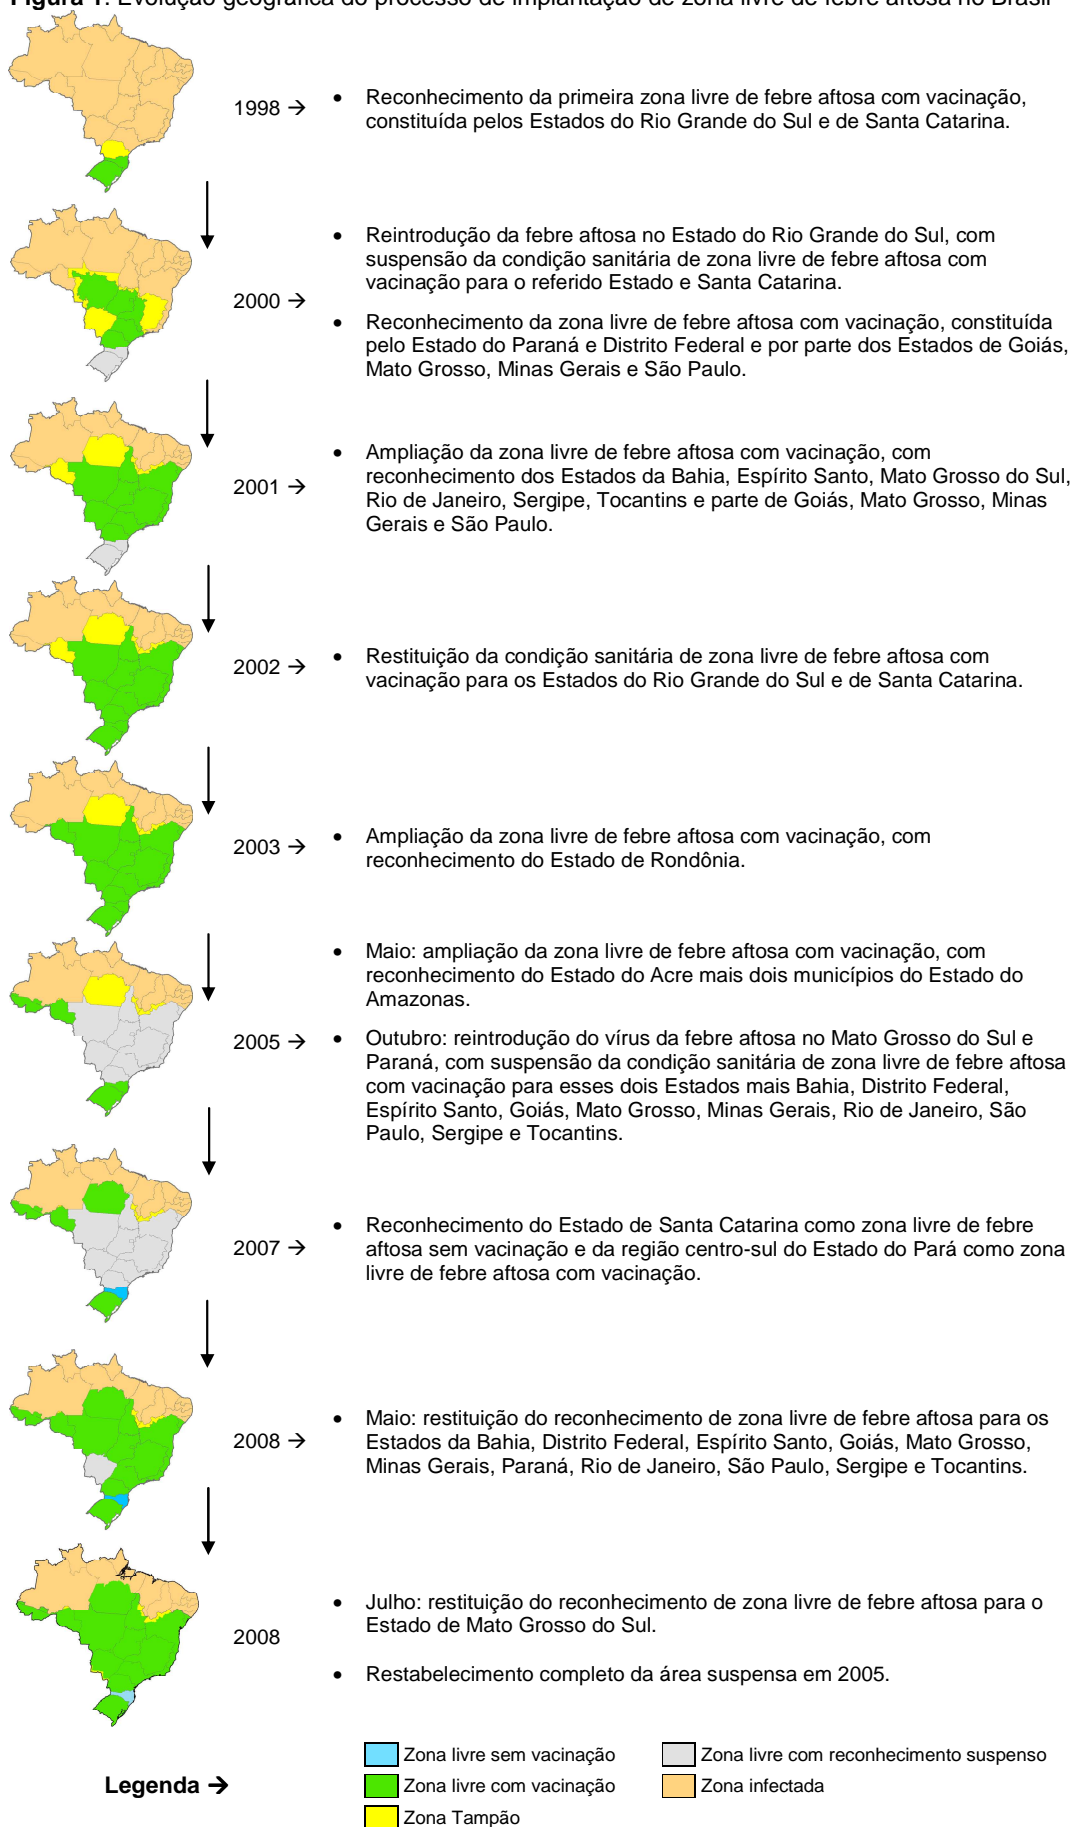 Figura 1. Evolução geográfica do processo de implantação de zona livre de febre aftosa no Brasil
1998 →
• Reconhecimento da primeira zona livre de febre aftosa com vacinação,
constituída pelos Estados do Rio Grande do Sul e de Santa Catarina.
2000 →
• Reintrodução da febre aftosa no Estado do Rio Grande do Sul, com
suspensão da condição sanitária de zona livre de febre aftosa com
vacinação para o referido Estado e Santa Catarina.
• Reconhecimento da zona livre de febre aftosa com vacinação, constituída
pelo Estado do Paraná e Distrito Federal e por parte dos Estados de Goiás,
Mato Grosso, Minas Gerais e São Paulo.
2001 →
• Ampliação da zona livre de febre aftosa com vacinação, com
reconhecimento dos Estados da Bahia, Espírito Santo, Mato Grosso do Sul,
Rio de Janeiro, Sergipe, Tocantins e parte de Goiás, Mato Grosso, Minas
Gerais e São Paulo.
2002 →
• Restituição da condição sanitária de zona livre de febre aftosa com
vacinação para os Estados do Rio Grande do Sul e de Santa Catarina.
2003 →
• Ampliação da zona livre de febre aftosa com vacinação, com
reconhecimento do Estado de Rondônia.
2005 →
• Maio: ampliação da zona livre de febre aftosa com vacinação, com
reconhecimento do Estado do Acre mais dois municípios do Estado do
Amazonas.
• Outubro: reintrodução do vírus da febre aftosa no Mato Grosso do Sul e
Paraná, com suspensão da condição sanitária de zona livre de febre aftosa
com vacinação para esses dois Estados mais Bahia, Distrito Federal,
Espírito Santo, Goiás, Mato Grosso, Minas Gerais, Rio de Janeiro, São
Paulo, Sergipe e Tocantins.
2007 →
• Reconhecimento do Estado de Santa Catarina como zona livre de febre
aftosa sem vacinação e da região centro-sul do Estado do Pará como zona
livre de febre aftosa com vacinação.
2008 →
• Maio: restituição do reconhecimento de zona livre de febre aftosa para os
Estados da Bahia, Distrito Federal, Espírito Santo, Goiás, Mato Grosso,
Minas Gerais, Paraná, Rio de Janeiro, São Paulo, Sergipe e Tocantins.
2008
• Julho: restituição do reconhecimento de zona livre de febre aftosa para o
Estado de Mato Grosso do Sul.
• Restabelecimento completo da área suspensa em 2005.
Legenda →
Zona livre sem vacinação
Zona livre com vacinação
Zona Tampão
Zona livre com reconhecimento suspenso
Zona infectada